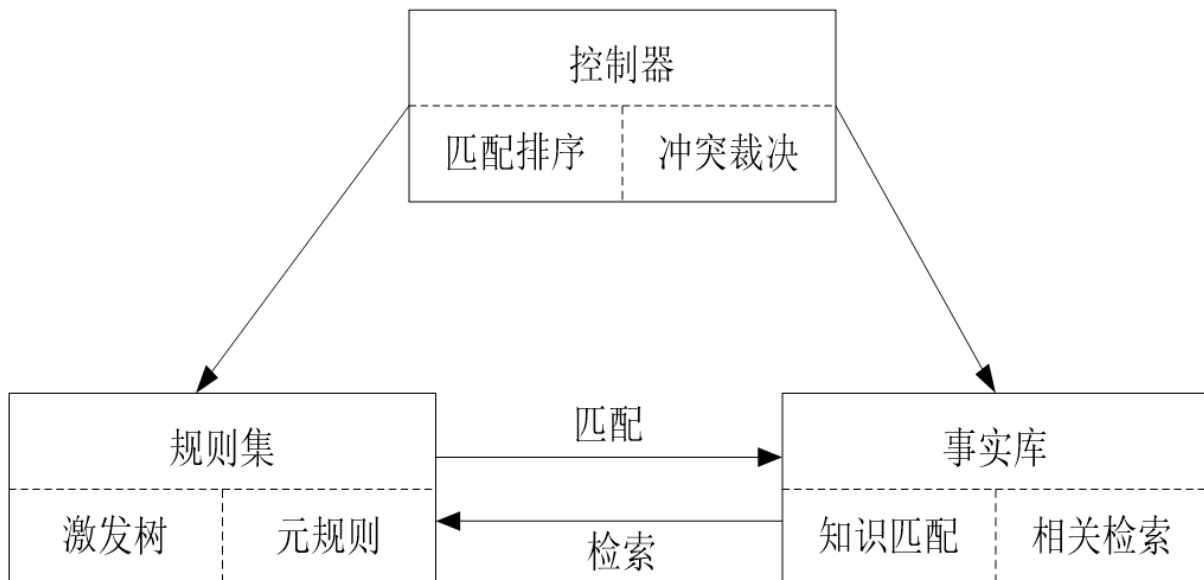 控制器
匹配排序 冲突裁决
匹配
规则集 事实库
激发树 元规则 检索 知识匹配 相关检索